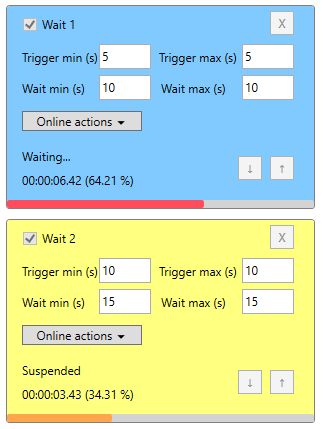 Wait 1
X
Trigger min (s) 5 Trigger max (s) 5
Wait min (s) 10 Wait max (s) 10
Online actions
Waiting...
↓ ↑
00:00:06.42 (64.21 %)
Wait 2
X
Trigger min (s) 10 Trigger max (s) 10
Wait min (s) 15 Wait max (s) 15
Online actions
Suspended
↓ ↑
00:00:03.43 (34.31 %)